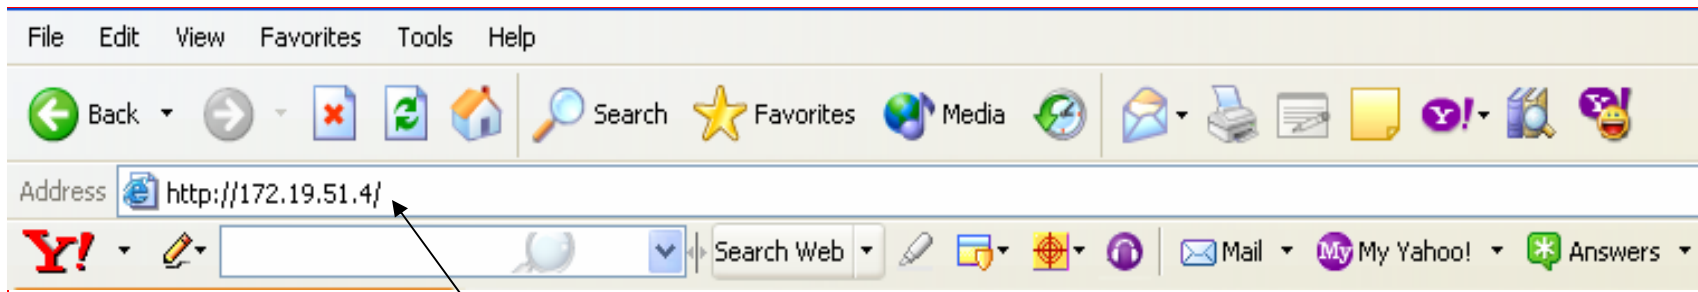 File Edit View Favorites Tools Help
Back Search Favorites Media Y!
Address http://172.19.51.4/
Y! Search Web My Mail My Yahoo! Answers